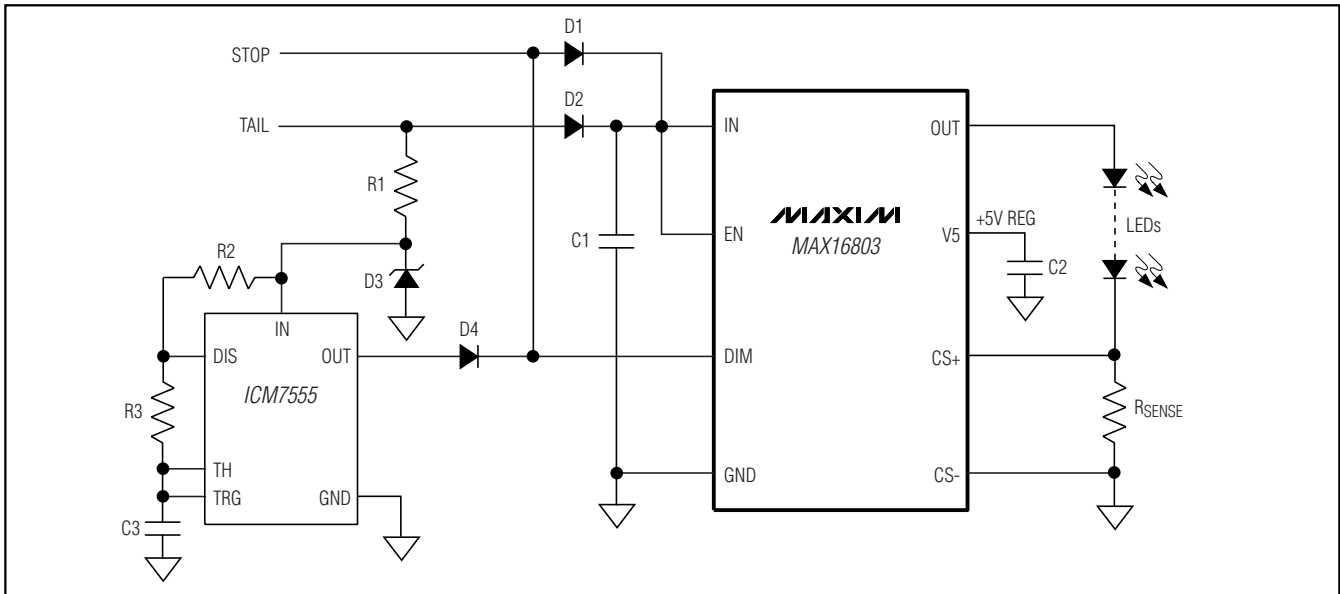 D1
STOP
D2
TAIL
IN
OUT
R1
MAXIM
MAX16803
+5V REG
C1
EN
V5
LEDs
R2
D3
C2
IN
D4
DIS
OUT
DIM
CS+
ICM7555
R3
RSENSE
TH
GND
CS-
TRG
GND
C3